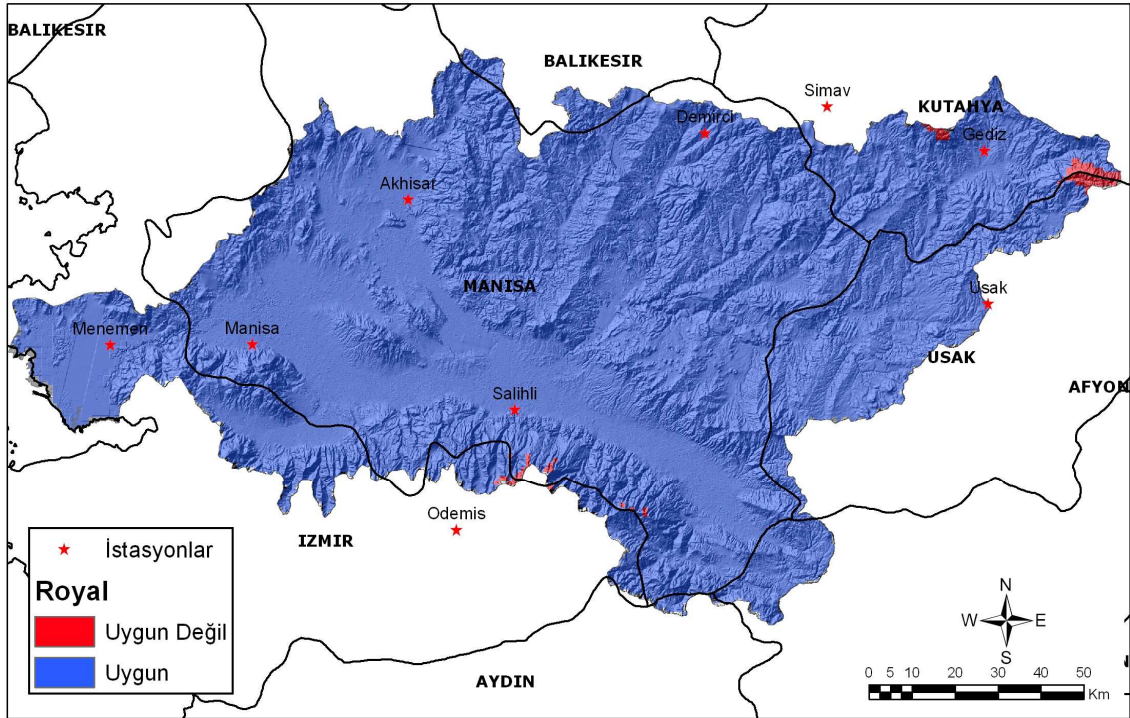 BALIKESIR
BALIKESIR
Simav
KUTAHYA
Demirci
Gediz
Akhisar
MANISA
Usak
Menemen
Manisa
USAK
AFYON
Salihli
Odemis
IZMIR
AYDIN
İstasyonlar
Royal
Uygun Değil
Uygun
N
W E
S
0 5 10 20 30 40 50
Km